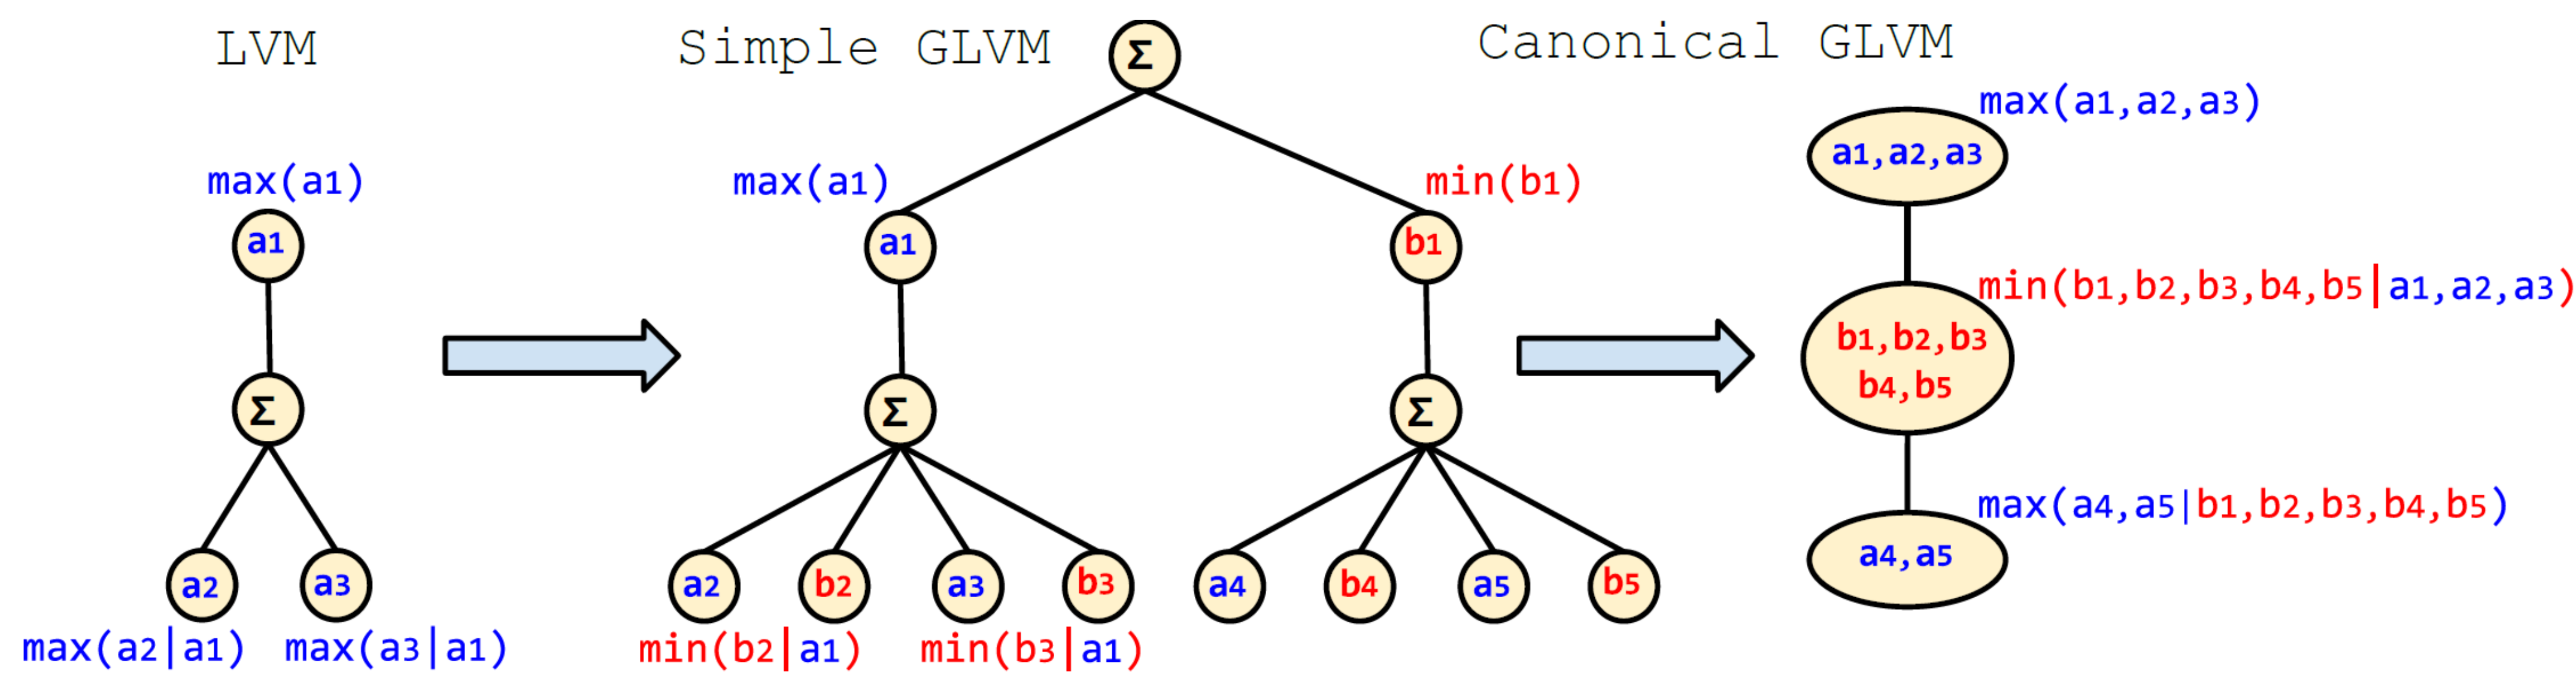 LVM
max(a1)
a1
Σ
a2
a3
max(a2|a1)
max(a3|a1)
Simple GLVM
Σ
max(a1)
min(b1)
a1
b1
Σ
Σ
a2
b2
a3
b3
a4
b4
a5
b5
min(b2|a1)
min(b3|a1)
Canonical GLVM
max(a1,a2,a3)
a1,a2,a3
min(b1,b2,b3,b4,b5|a1,a2,a3)
b1,b2,b3
b4,b5
max(a4,a5|b1,b2,b3,b4,b5)
a4,a5